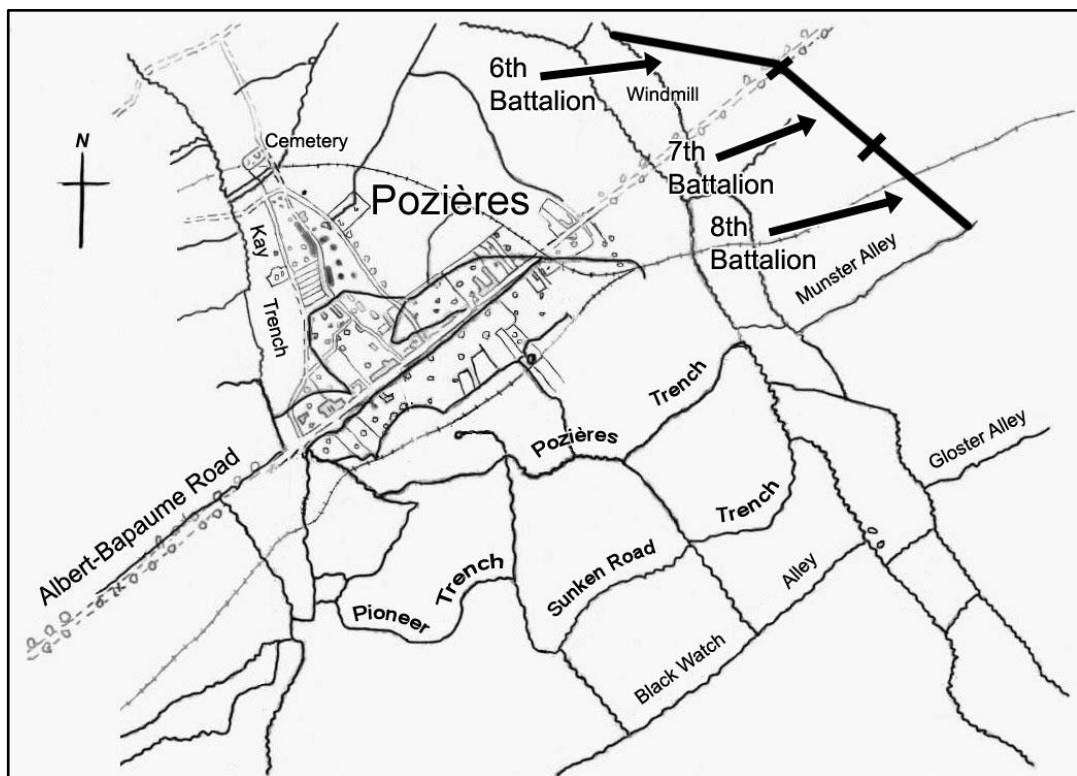 6th
Battalion
Windmill
N
Cemetery
7th
Battalion
Pozières
8th
Battalion
Kay
Trench
Munster Alley
Trench
Pozières
Gloster Alley
Trench
Albert-Bapaume Road
Trench
Sunken Road
Alley
Pioneer
Black Watch